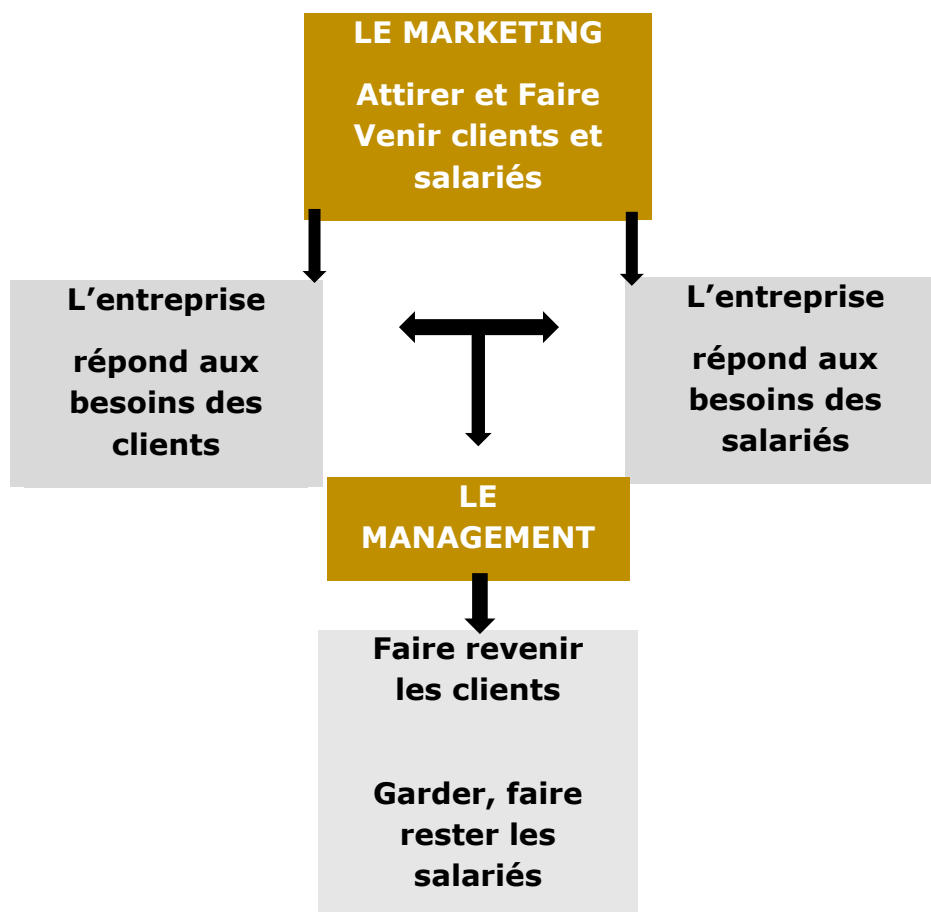 LE MARKETING
Attirer et Faire
Venir clients et
salariés
L’entreprise
répond aux
besoins des
clients
L’entreprise
répond aux
besoins des
salariés
LE
MANAGEMENT
Faire revenir
les clients
Garder, faire
rester les
salariés